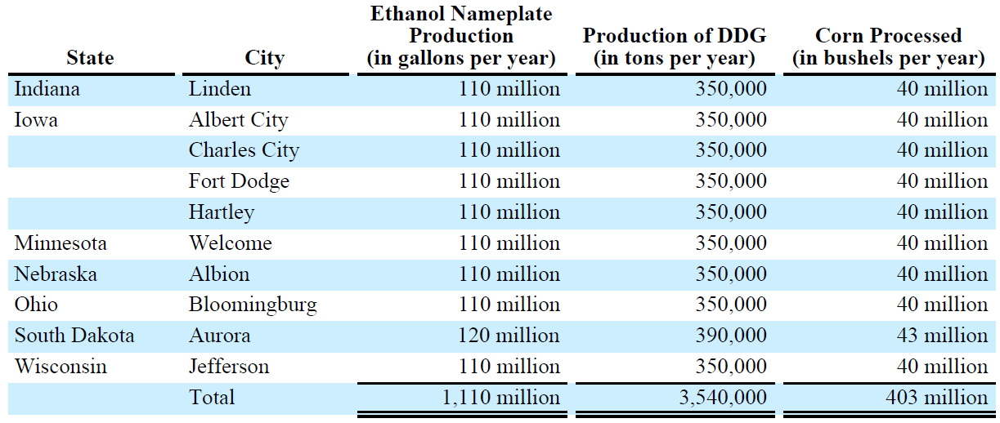 State City Ethanol Nameplate Production (in gallons per year) Production of DDG (in tons per year) Corn Processed (in bushels per year)
Indiana Linden 110 million 350,000 40 million
Iowa Albert City 110 million 350,000 40 million
Charles City 110 million 350,000 40 million
Fort Dodge 110 million 350,000 40 million
Hartley 110 million 350,000 40 million
Minnesota Welcome 110 million 350,000 40 million
Nebraska Albion 110 million 350,000 40 million
Ohio Bloomingburg 110 million 350,000 40 million
South Dakota Aurora 120 million 390,000 43 million
Wisconsin Jefferson 110 million 350,000 40 million
Total 1,110 million 3,540,000 403 million